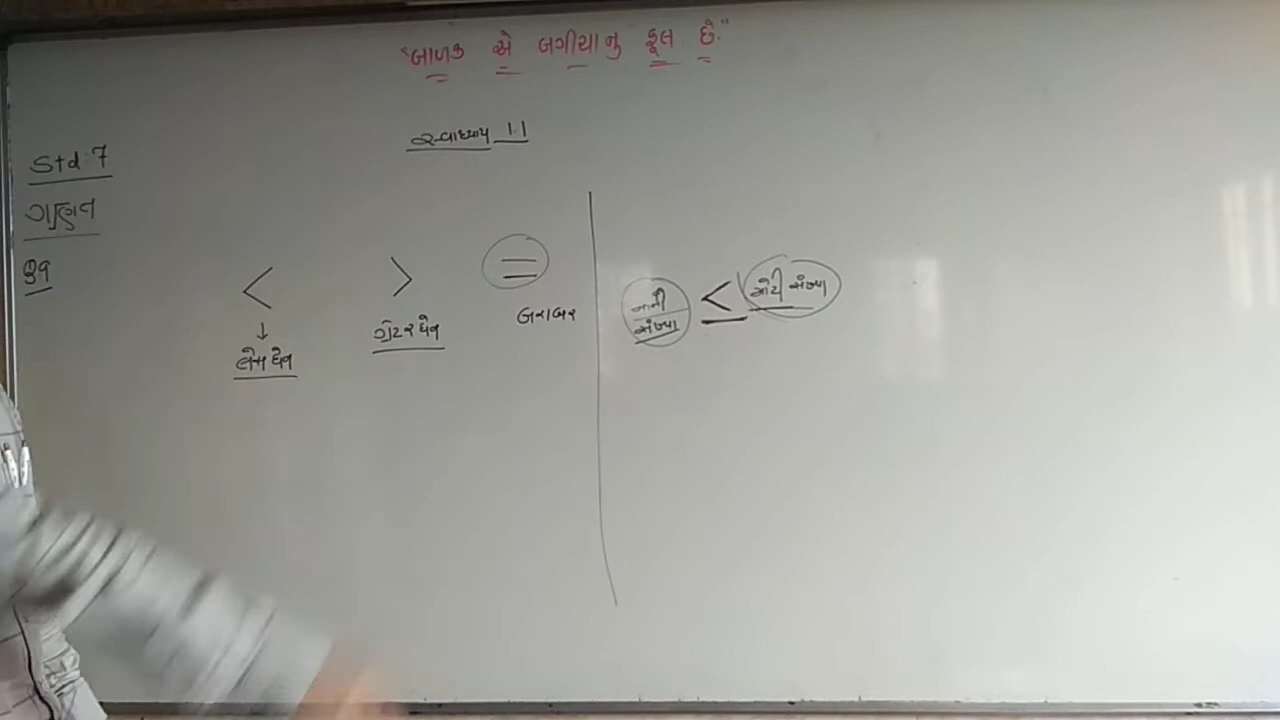 "બાળક એ બગીચાનુ ફૂલ છે."
સ્વાધ્યાય 1.1
Std: 7
ગણિત
<
>
=
લેસ ધેન
ગ્રેટર ધેન
બરાબર
નાની સંખ્યા < મોટી સંખ્યા